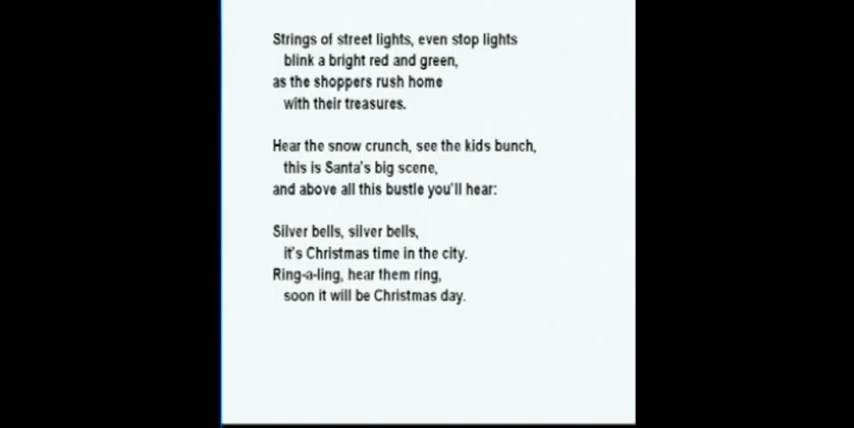 Strings of street lights, even stop lights
blink a bright red and green,
as the shoppers rush home
with their treasures.
Hear the snow crunch, see the kids bunch,
this is Santa's big scene,
and above all this bustle you'll hear:
Silver bells, silver bells,
it's Christmas time in the city.
Ring-a-ling, hear them ring,
soon it will be Christmas day.